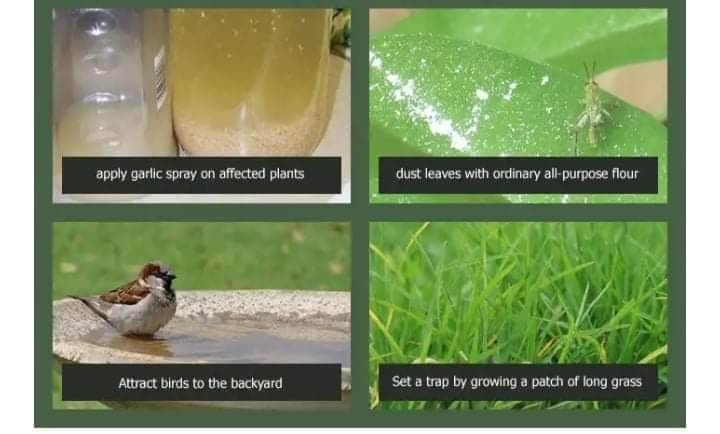 apply garlic spray on affected plants
dust leaves with ordinary all-purpose flour
Attract birds to the backyard
Set a trap by growing a patch of long grass